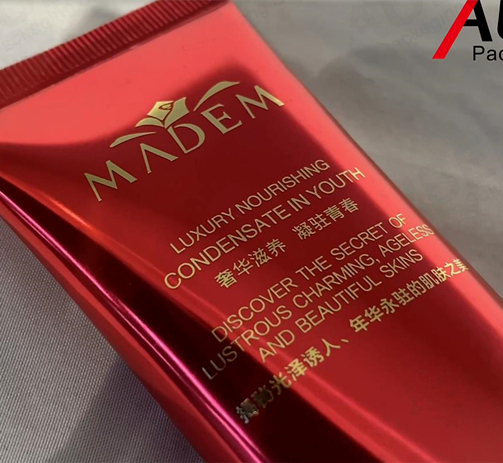 Pac
MADEM
LUXURY NOURISHING
CONDENSATE IN YOUTH
奢华滋养 凝驻青春
DISCOVER THE SECRET OF
LUSTROUS CHARMING, AGELESS
AND BEAUTIFUL SKINS
光泽诱人、年华永驻的肌肤之美